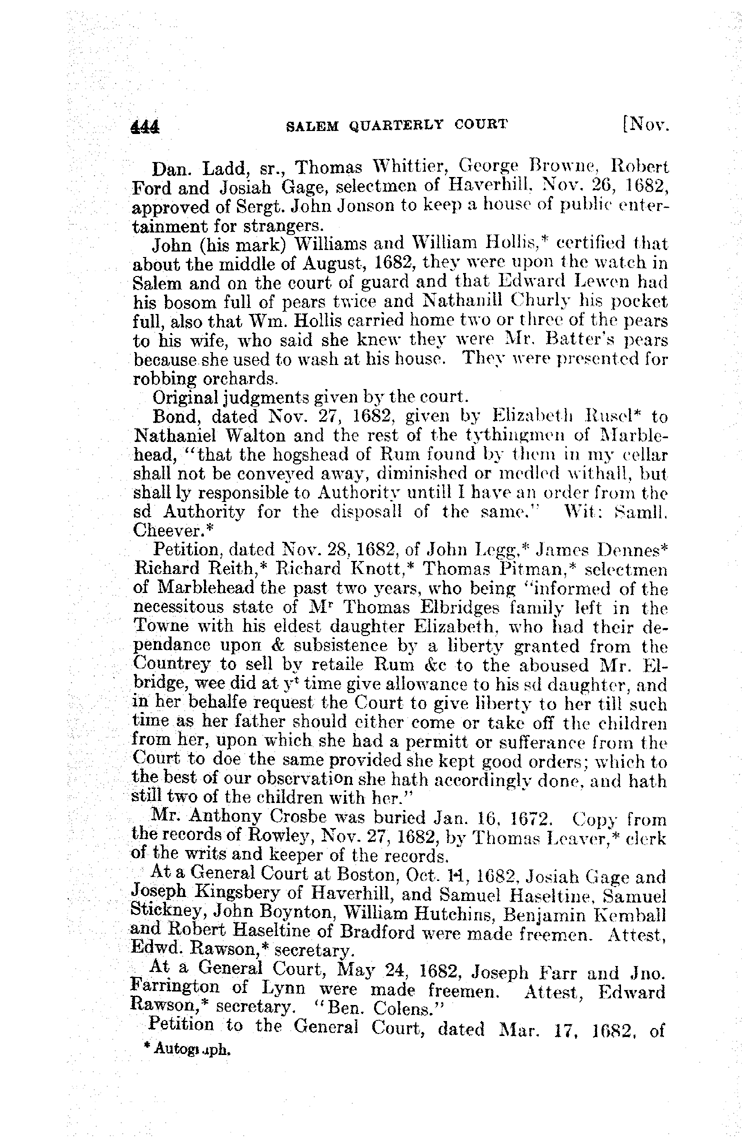 444 SALEM QUARTERLY COURT [Nov.
Dan. Ladd, sr., Thomas Whittier, George Browne, Robert
Ford and Josiah Gage, selectmen of Haverhill, Nov. 26, 1682,
approved of Sergt. John Jonson to keep a house of public enter-
tainment for strangers.
John (his mark) Williams and William Hollis,* certified that
about the middle of August, 1682, they were upon the watch in
Salem and on the court of guard and that Edward Lewen had
his bosom full of pears twice and Nathanill Churly his pocket
full, also that Wm. Hollis carried home two or three of the pears
to his wife, who said she knew they were Mr. Batter's pears
because she used to wash at his house. They were presented for
robbing orchards.
Original judgments given by the court.
Bond, dated Nov. 27, 1682, given by Elizabeth Rusel* to
Nathaniel Walton and the rest of the tythingmen of Marble-
head, "that the hogshead of Rum found by them in my cellar
shall not be conveyed away, diminished or medled withall, but
shall ly responsible to Authority untill I have an order from the
sd Authority for the disposall of the same." Wit: Samll.
Cheever.*
Petition, dated Nov. 28, 1682, of John Legg,* James Dennes*
Richard Reith,* Richard Knott,* Thomas Pitman,* selectmen
of Marblehead the past two years, who being "informed of the
necessitous state of Mʳ Thomas Elbridges family left in the
Towne with his eldest daughter Elizabeth, who had their de-
pendance upon & subsistence by a liberty granted from the
Countrey to sell by retaile Rum &c to the aboused Mr. El-
bridge, wee did at yᵗ time give allowance to his sd daughter, and
in her behalfe request the Court to give liberty to her till such
time as her father should either come or take off the children
from her, upon which she had a permitt or sufferance from the
Court to doe the same provided she kept good orders; which to
the best of our observation she hath accordingly done, and hath
still two of the children with her."
Mr. Anthony Crosbe was buried Jan. 16, 1672. Copy from
the records of Rowley, Nov. 27, 1682, by Thomas Leaver,* clerk
of the writs and keeper of the records.
At a General Court at Boston, Oct. 11, 1682, Josiah Gage and
Joseph Kingsbery of Haverhill, and Samuel Haseltine, Samuel
Stickney, John Boynton, William Hutchins, Benjamin Kemball
and Robert Haseltine of Bradford were made freemen. Attest,
Edwd. Rawson,* secretary.
At a General Court, May 24, 1682, Joseph Farr and Jno.
Farrington of Lynn were made freemen. Attest, Edward
Rawson,* secretary. "Ben. Colens."
Petition to the General Court, dated Mar. 17, 1682, of
* Autograph.